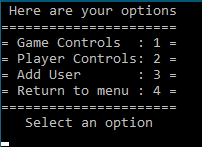 Here are your options
======================
= Game Controls  : 1 =
= Player Controls: 2 =
= Add User       : 3 =
= Return to menu : 4 =
======================
Select an option